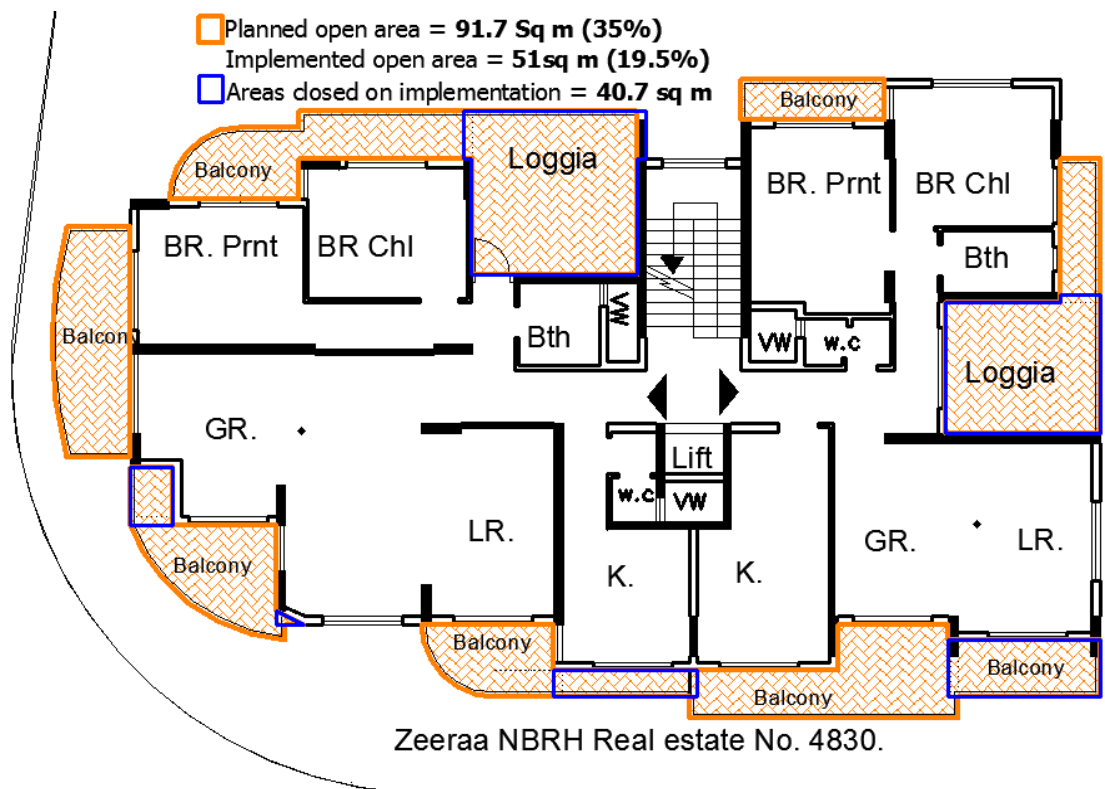 Planned open area = 91.7 Sq m (35%)
Implemented open area = 51sq m (19.5%)
Areas closed on implementation = 40.7 sq m
Balcony
Balcony
Loggia
BR. Prnt
BR Chl
BR. Prnt
BR Chl
Bth
Balcony
Bth
VW
VW
w.c
Loggia
GR.
Lift
w.c
VW
LR.
GR.
LR.
Balcony
K.
K.
Balcony
Balcony
Balcony
Zeeraa NBRH Real estate No. 4830.